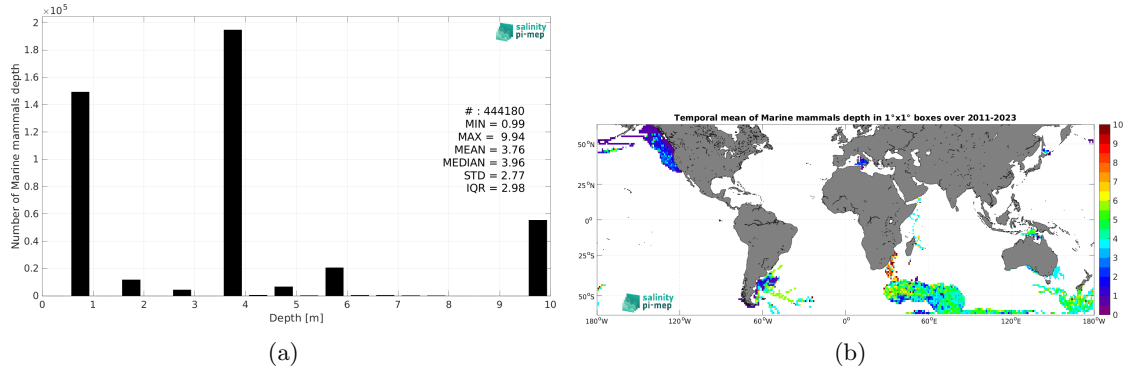 ×10⁵
2
1.8
1.6
1.4
1.2
1
0.8
0.6
0.4
0.2
0
Number of Marine mammals depth
salinity
pi-mep
# : 444180
MIN = 0.99
MAX = 9.94
MEAN = 3.76
MEDIAN = 3.96
STD = 2.77
IQR = 2.98
0 1 2 3 4 5 6 7 8 9 10
Depth [m]
(a)
Temporal mean of Marine mammals depth in 1°x1° boxes over 2011-2023
50°N
25°N
0°
25°S
50°S
salinity
pi-mep
180°W 120°W 60°W 0°W 60°E 120°E 180°W
10
9
8
7
6
5
4
3
2
1
0
(b)